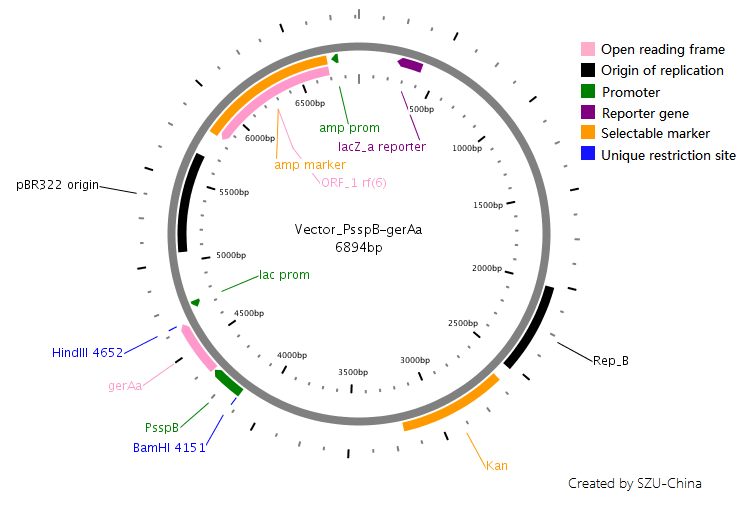 Open reading frame
Origin of replication
Promoter
Reporter gene
Selectable marker
Unique restriction site
6500bp
500bp
amp prom
lacZ_a reporter
6000bp
1000bp
amp marker
ORF_1 rf(6)
pBR322 origin
5500bp
1500bp
Vector_PsspB-gerAa
6894bp
5000bp
2000bp
lac prom
4500bp
2500bp
HindIII 4652
Rep_B
4000bp
3000bp
3500bp
gerAa
PsspB
BamHI 4151
Kan
Created by SZU-China